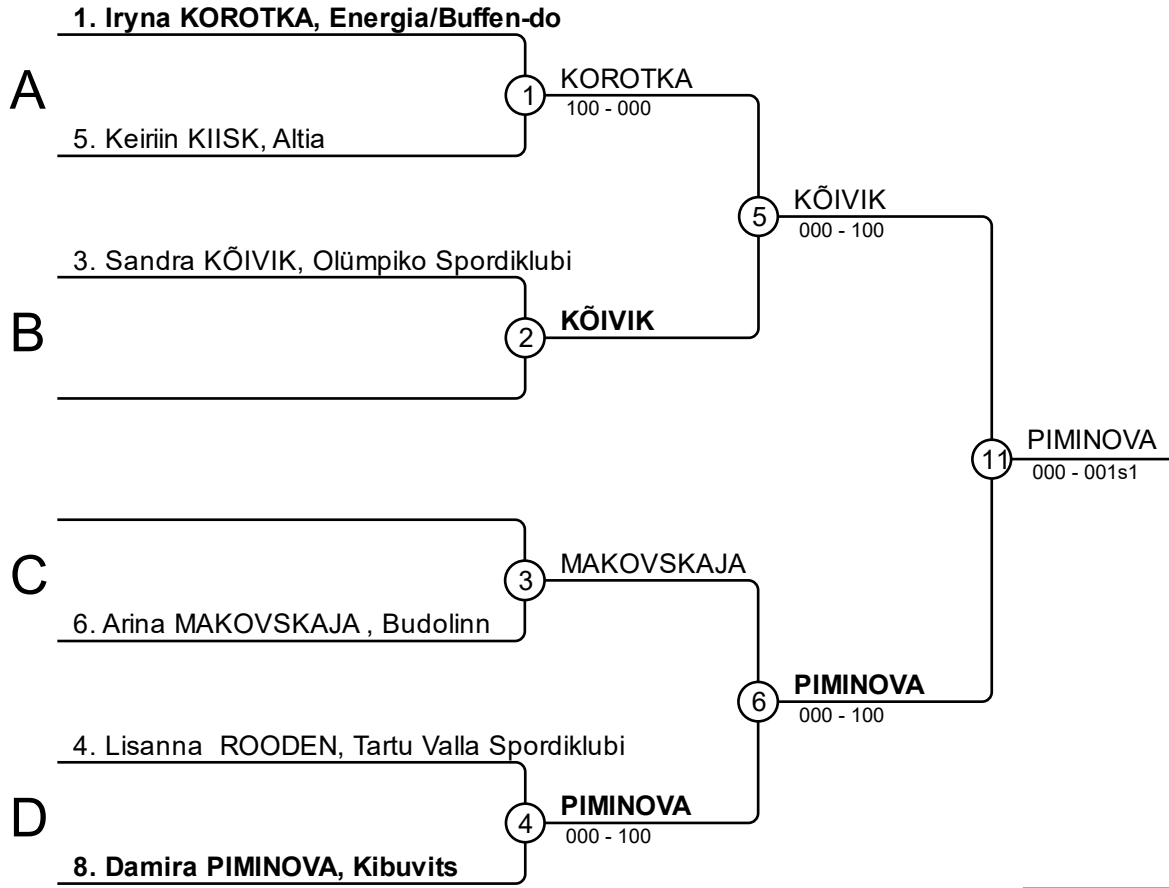 1. Iryna KOROTKA, Energia/Buffen-do
A
1
KOROTKA
100 - 000
5. Keiriin KIISK, Altia
5
KÕIVIK
000 - 100
3. Sandra KÕIVIK, Olümpiko Spordiklubi
B
2
KÕIVIK
11
PIMINOVA
000 - 001s1
C
3
MAKOVSKAJA
6. Arina MAKOVSKAJA , Budolinn
6
PIMINOVA
000 - 100
4. Lisanna ROODEN, Tartu Valla Spordiklubi
D
4
PIMINOVA
000 - 100
8. Damira PIMINOVA, Kibuvits